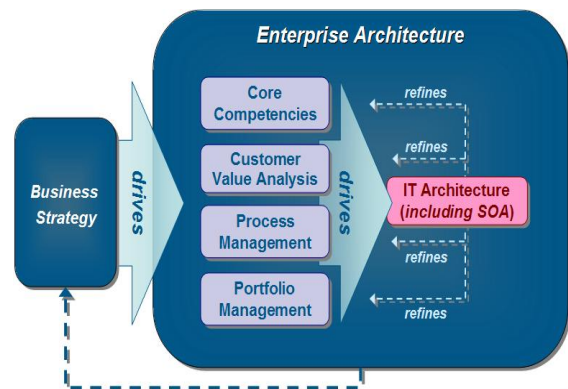 Enterprise Architecture
Business
Strategy
drives
Core
Competencies
Customer
Value Analysis
Process
Management
Portfolio
Management
drives
refines
refines
IT Architecture
(including SOA)
refines
refines